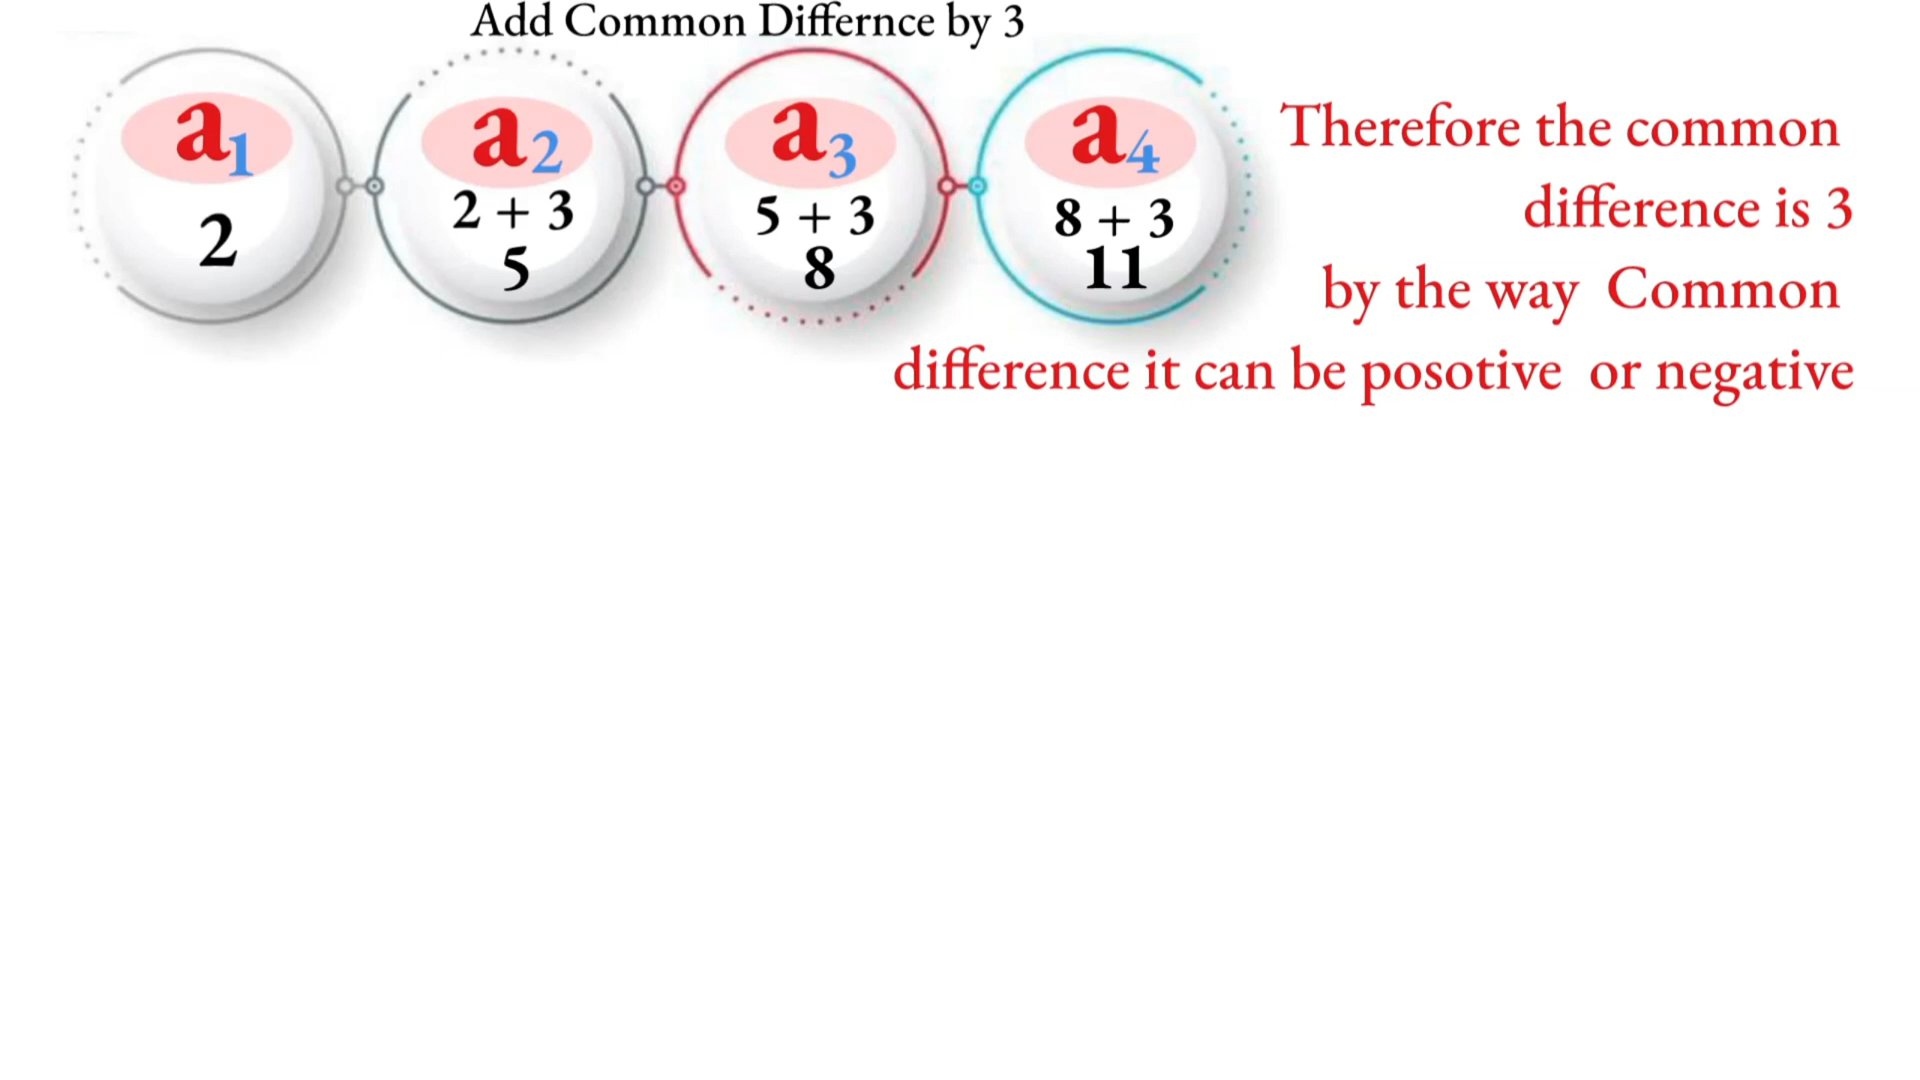 Add Common Differnce by 3
a1
2
a2
2 + 3
5
a3
5 + 3
8
a4
8 + 3
11
Therefore the common
difference is 3
by the way Common
difference it can be posotive or negative